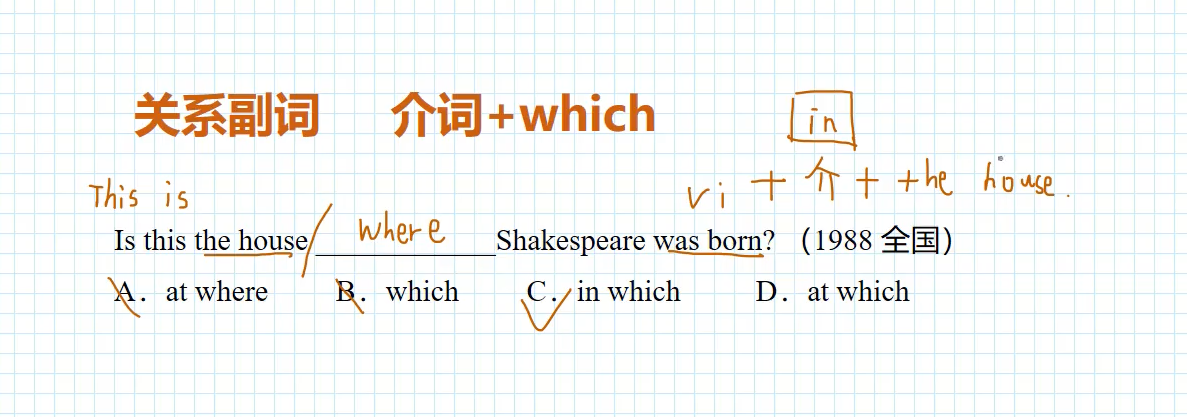 关系副词 介词+which
in
This is
vi + 介 + the house.
Is this the house where Shakespeare was born? （1988 全国）
A. at where B. which C. in which D. at which